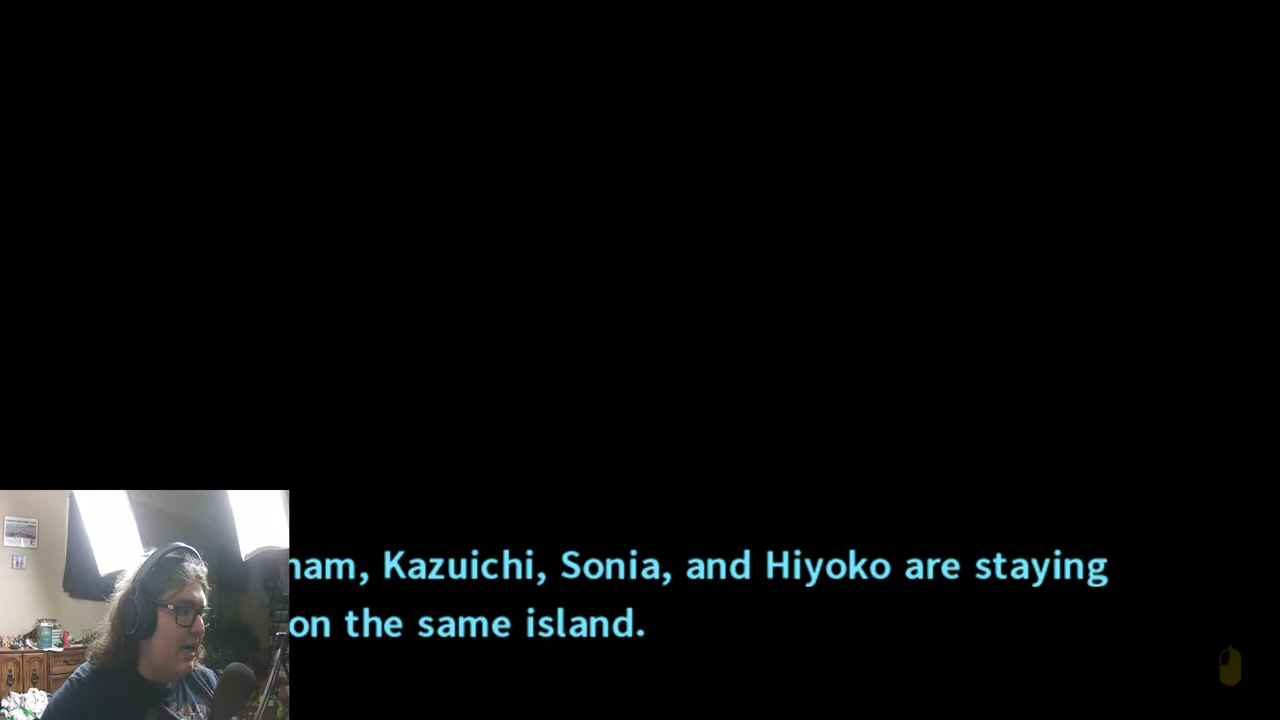 ham, Kazuichi, Sonia, and Hiyoko are staying
on the same island.